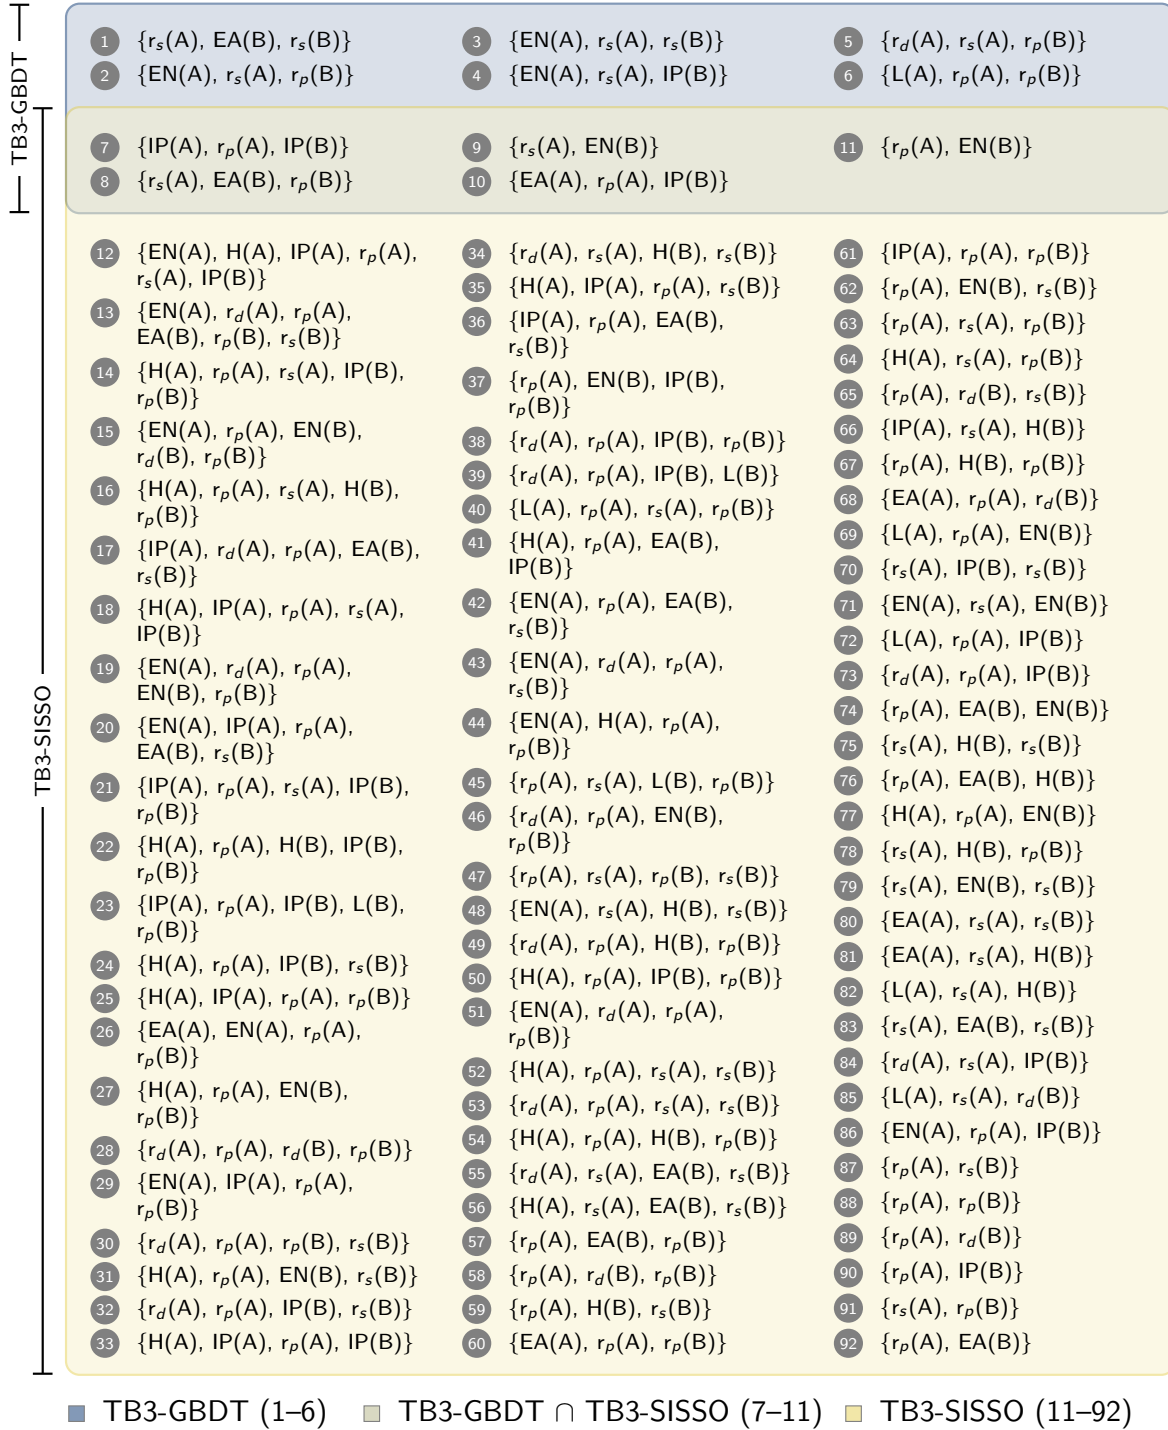 TB3-GBDT
TB3-SISSO
1 {r_s(A), EA(B), r_s(B)}
2 {EN(A), r_s(A), r_p(B)}
3 {EN(A), r_s(A), r_s(B)}
4 {EN(A), r_s(A), IP(B)}
5 {r_d(A), r_s(A), r_p(B)}
6 {L(A), r_p(A), r_p(B)}
7 {IP(A), r_p(A), IP(B)}
8 {r_s(A), EA(B), r_p(B)}
9 {r_s(A), EN(B)}
10 {EA(A), r_p(A), IP(B)}
11 {r_p(A), EN(B)}
12 {EN(A), H(A), IP(A), r_p(A),
r_s(A), IP(B)}
13 {EN(A), r_d(A), r_p(A),
EA(B), r_p(B), r_s(B)}
14 {H(A), r_p(A), r_s(A), IP(B),
r_p(B)}
15 {EN(A), r_p(A), EN(B),
r_d(B), r_p(B)}
16 {H(A), r_p(A), r_s(A), H(B),
r_p(B)}
17 {IP(A), r_d(A), r_p(A), EA(B),
r_s(B)}
18 {H(A), IP(A), r_p(A), r_s(A),
IP(B)}
19 {EN(A), r_d(A), r_p(A),
EN(B), r_p(B)}
20 {EN(A), IP(A), r_p(A),
EA(B), r_s(B)}
21 {IP(A), r_p(A), r_s(A), IP(B),
r_p(B)}
22 {H(A), r_p(A), H(B), IP(B),
r_p(B)}
23 {IP(A), r_p(A), IP(B), L(B),
r_p(B)}
24 {H(A), r_p(A), IP(B), r_s(B)}
25 {H(A), IP(A), r_p(A), r_p(B)}
26 {EA(A), EN(A), r_p(A),
r_p(B)}
27 {H(A), r_p(A), EN(B),
r_p(B)}
28 {r_d(A), r_p(A), r_d(B), r_p(B)}
29 {EN(A), IP(A), r_p(A),
r_p(B)}
30 {r_d(A), r_p(A), r_p(B), r_s(B)}
31 {H(A), r_p(A), EN(B), r_s(B)}
32 {r_d(A), r_p(A), IP(B), r_s(B)}
33 {H(A), IP(A), r_p(A), IP(B)}
34 {r_d(A), r_s(A), H(B), r_s(B)}
35 {H(A), IP(A), r_p(A), r_s(B)}
36 {IP(A), r_p(A), EA(B),
r_s(B)}
37 {r_p(A), EN(B), IP(B),
r_p(B)}
38 {r_d(A), r_p(A), IP(B), r_p(B)}
39 {r_d(A), r_p(A), IP(B), L(B)}
40 {L(A), r_p(A), r_s(A), r_p(B)}
41 {H(A), r_p(A), EA(B),
IP(B)}
42 {EN(A), r_p(A), EA(B),
r_s(B)}
43 {EN(A), r_d(A), r_p(A),
r_s(B)}
44 {EN(A), H(A), r_p(A),
r_p(B)}
45 {r_p(A), r_s(A), L(B), r_p(B)}
46 {r_d(A), r_p(A), EN(B),
r_p(B)}
47 {r_p(A), r_s(A), r_p(B), r_s(B)}
48 {EN(A), r_s(A), H(B), r_s(B)}
49 {r_d(A), r_p(A), H(B), r_p(B)}
50 {H(A), r_p(A), IP(B), r_p(B)}
51 {EN(A), r_d(A), r_p(A),
r_p(B)}
52 {H(A), r_p(A), r_s(A), r_s(B)}
53 {r_d(A), r_p(A), r_s(A), r_s(B)}
54 {H(A), r_p(A), H(B), r_p(B)}
55 {r_d(A), r_s(A), EA(B), r_s(B)}
56 {H(A), r_s(A), EA(B), r_s(B)}
57 {r_p(A), EA(B), r_p(B)}
58 {r_p(A), r_d(B), r_p(B)}
59 {r_p(A), H(B), r_s(B)}
60 {EA(A), r_p(A), r_p(B)}
61 {IP(A), r_p(A), r_p(B)}
62 {r_p(A), EN(B), r_s(B)}
63 {r_p(A), r_s(A), r_p(B)}
64 {H(A), r_s(A), r_p(B)}
65 {r_p(A), r_d(B), r_s(B)}
66 {IP(A), r_s(A), H(B)}
67 {r_p(A), H(B), r_p(B)}
68 {EA(A), r_p(A), r_d(B)}
69 {L(A), r_p(A), EN(B)}
70 {r_s(A), IP(B), r_s(B)}
71 {EN(A), r_s(A), EN(B)}
72 {L(A), r_p(A), IP(B)}
73 {r_d(A), r_p(A), IP(B)}
74 {r_p(A), EA(B), EN(B)}
75 {r_s(A), H(B), r_s(B)}
76 {r_p(A), EA(B), H(B)}
77 {H(A), r_p(A), EN(B)}
78 {r_s(A), H(B), r_p(B)}
79 {r_s(A), EN(B), r_s(B)}
80 {EA(A), r_s(A), r_s(B)}
81 {EA(A), r_s(A), H(B)}
82 {L(A), r_s(A), H(B)}
83 {r_s(A), EA(B), r_s(B)}
84 {r_d(A), r_s(A), IP(B)}
85 {L(A), r_s(A), r_d(B)}
86 {EN(A), r_p(A), IP(B)}
87 {r_p(A), r_s(B)}
88 {r_p(A), r_p(B)}
89 {r_p(A), r_d(B)}
90 {r_p(A), IP(B)}
91 {r_s(A), r_p(B)}
92 {r_p(A), EA(B)}
TB3-GBDT (1–6) TB3-GBDT ∩ TB3-SISSO (7–11) TB3-SISSO (11–92)